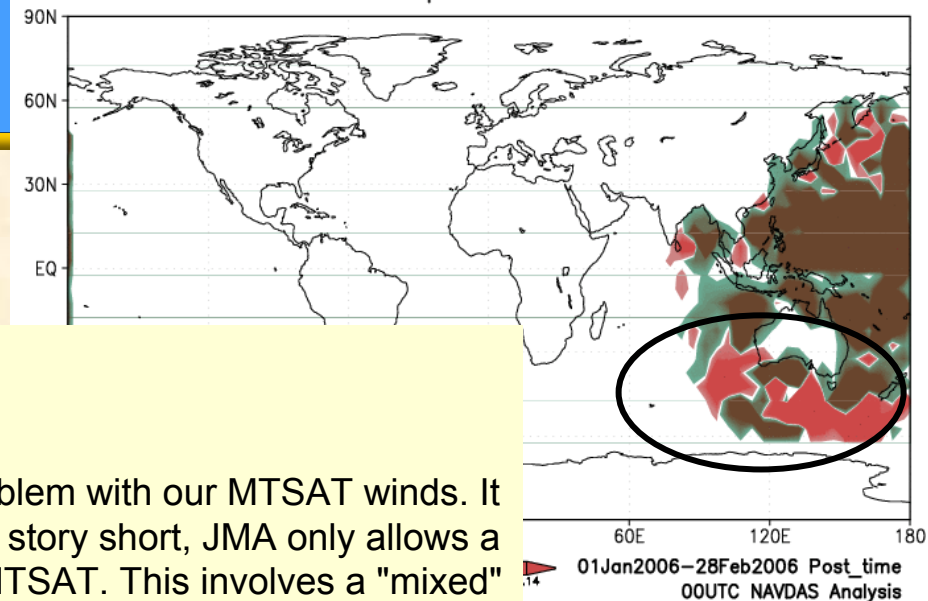 90N
60N
30N
EQ
60E 120E 180
01Jan2006–28Feb2006 Post_time
00UTC NAVDAS Analysis
.14
blem with our MTSAT winds. It
story short, JMA only allows a
MTSAT. This involves a "mixed"